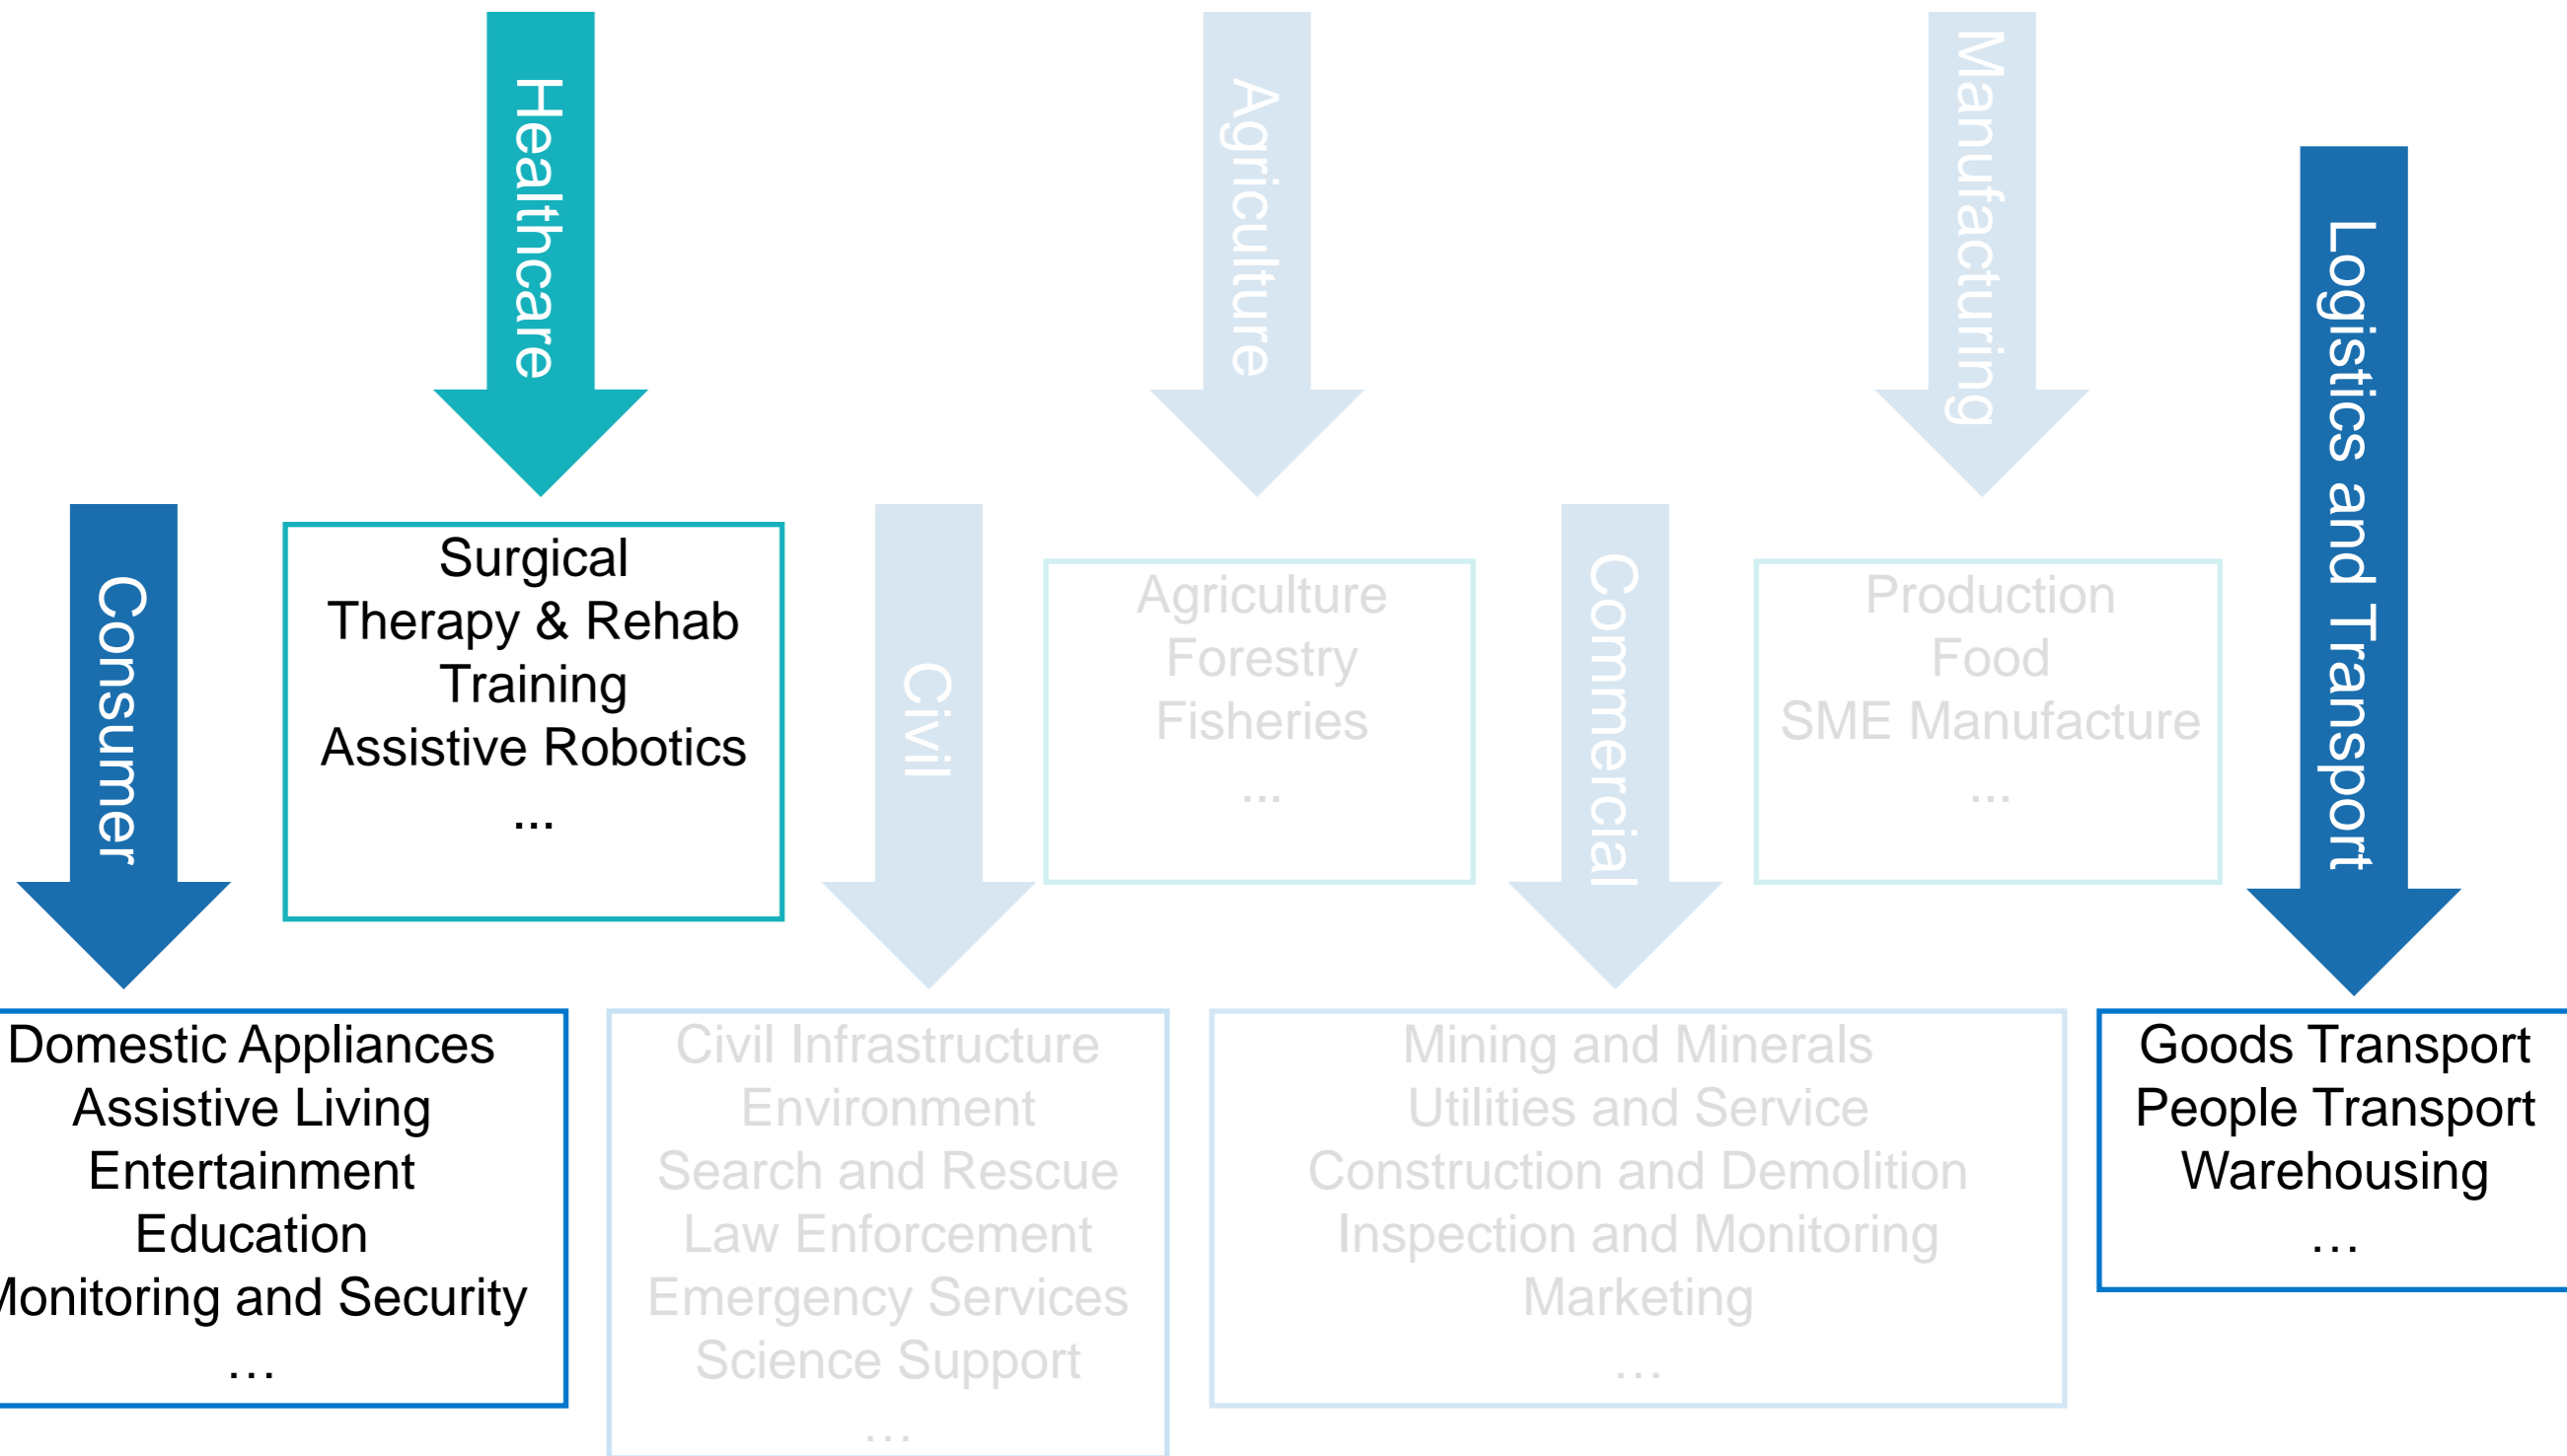 Healthcare
Agriculture
Manufacturing
Logistics and Transport
Consumer
Surgical
Therapy & Rehab
Training
Assistive Robotics
...
Civil
Agriculture
Forestry
Fisheries
...
Commercial
Production
Food
SME Manufacture
...
Domestic Appliances
Assistive Living
Entertainment
Education
Monitoring and Security
…
Civil Infrastructure
Environment
Search and Rescue
Law Enforcement
Emergency Services
Science Support
…
Mining and Minerals
Utilities and Service
Construction and Demolition
Inspection and Monitoring
Marketing
…
Goods Transport
People Transport
Warehousing
…